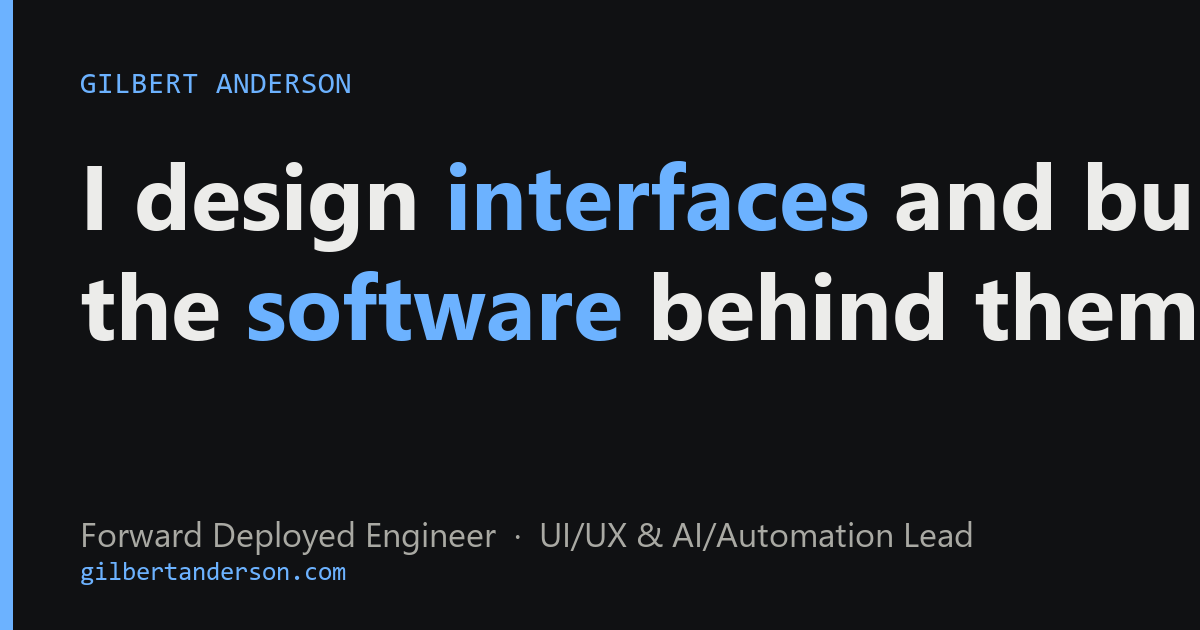 GILBERT ANDERSON
I design interfaces and bu
the software behind them
Forward Deployed Engineer · UI/UX & AI/Automation Lead
gilbertanderson.com